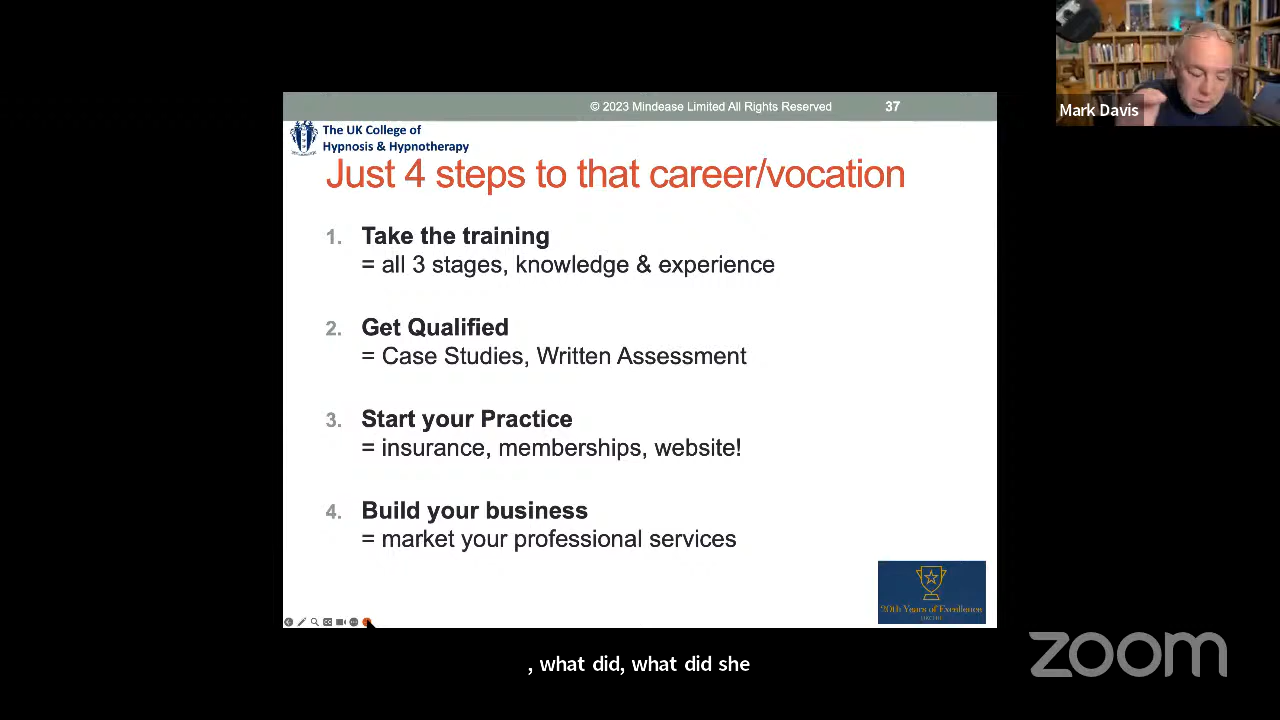 © 2023 Mindease Limited All Rights Reserved 37
The UK College of
Hypnosis & Hypnotherapy
Just 4 steps to that career/vocation
1. Take the training
= all 3 stages, knowledge & experience
2. Get Qualified
= Case Studies, Written Assessment
3. Start your Practice
= insurance, memberships, website!
4. Build your business
= market your professional services
20th Years of Excellence
Mark Davis
, what did, what did she
zoom